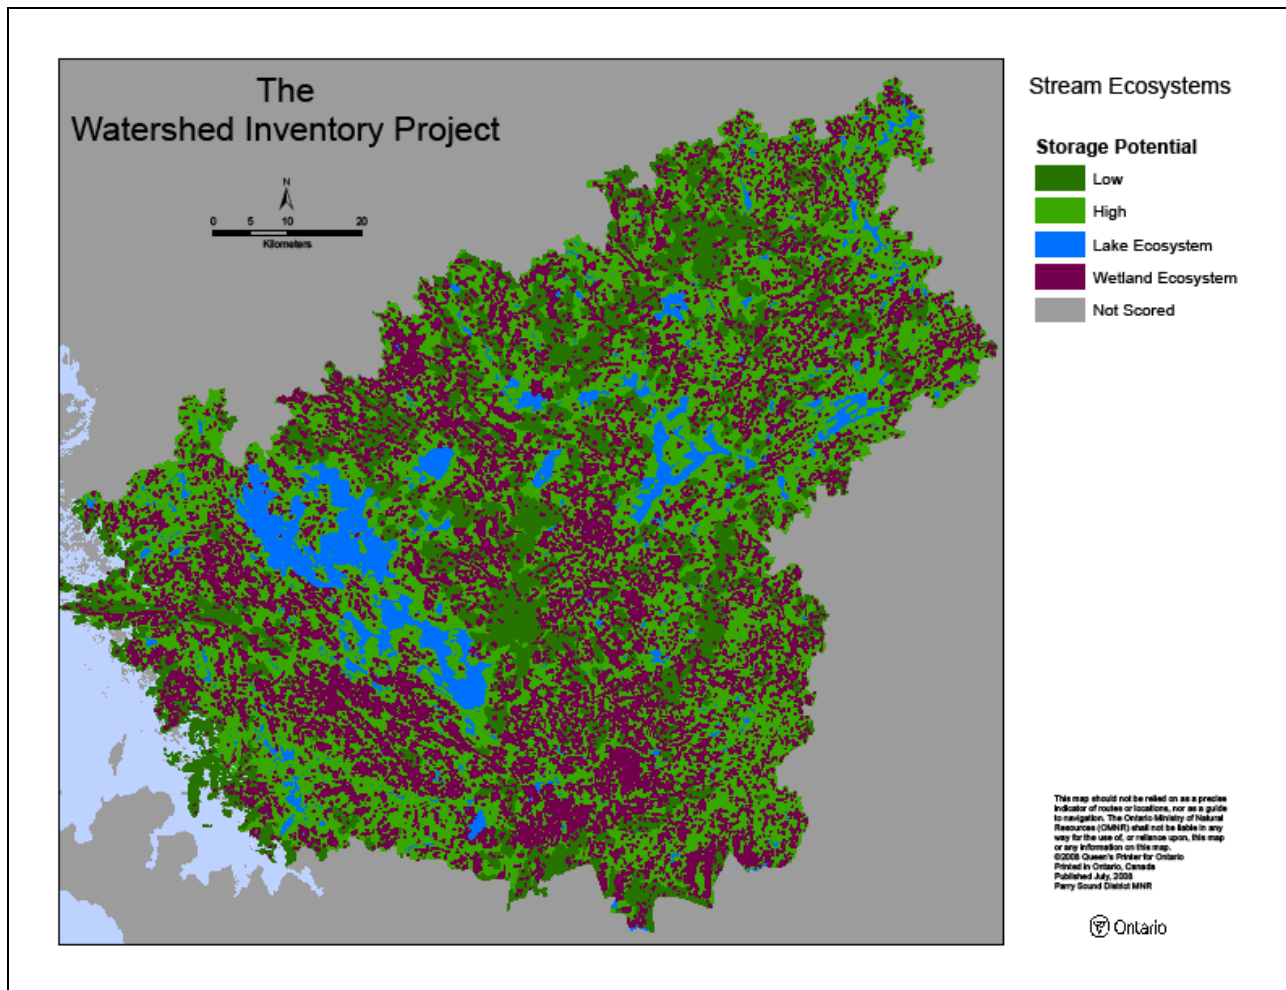 The
Watershed Inventory Project
N
0 5 10 20
Kilometers
Stream Ecosystems
Storage Potential
Low
High
Lake Ecosystem
Wetland Ecosystem
Not Scored
This map should not be relied on as a precise
indicator of routes or locations, nor as a guide
to navigation. The Ontario Ministry of Natural
Resources (OMNR) shall not be liable in any
way for the use of, or reliance upon, this map
or any information on this map.
©2008 Queen's Printer for Ontario
Printed in Ontario, Canada
Published July, 2008
Parry Sound District MNR
Ontario